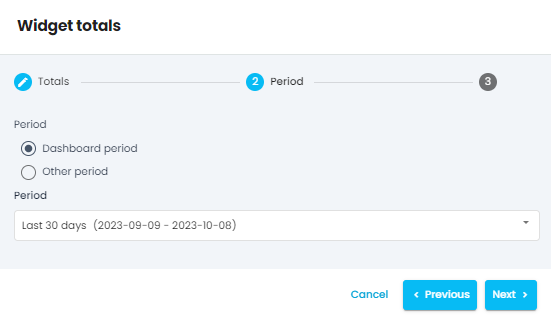 Widget totals
Totals
2 Period
3
Period
Dashboard period
Other period
Period
Last 30 days (2023-09-09 - 2023-10-08)
Cancel
Previous
Next